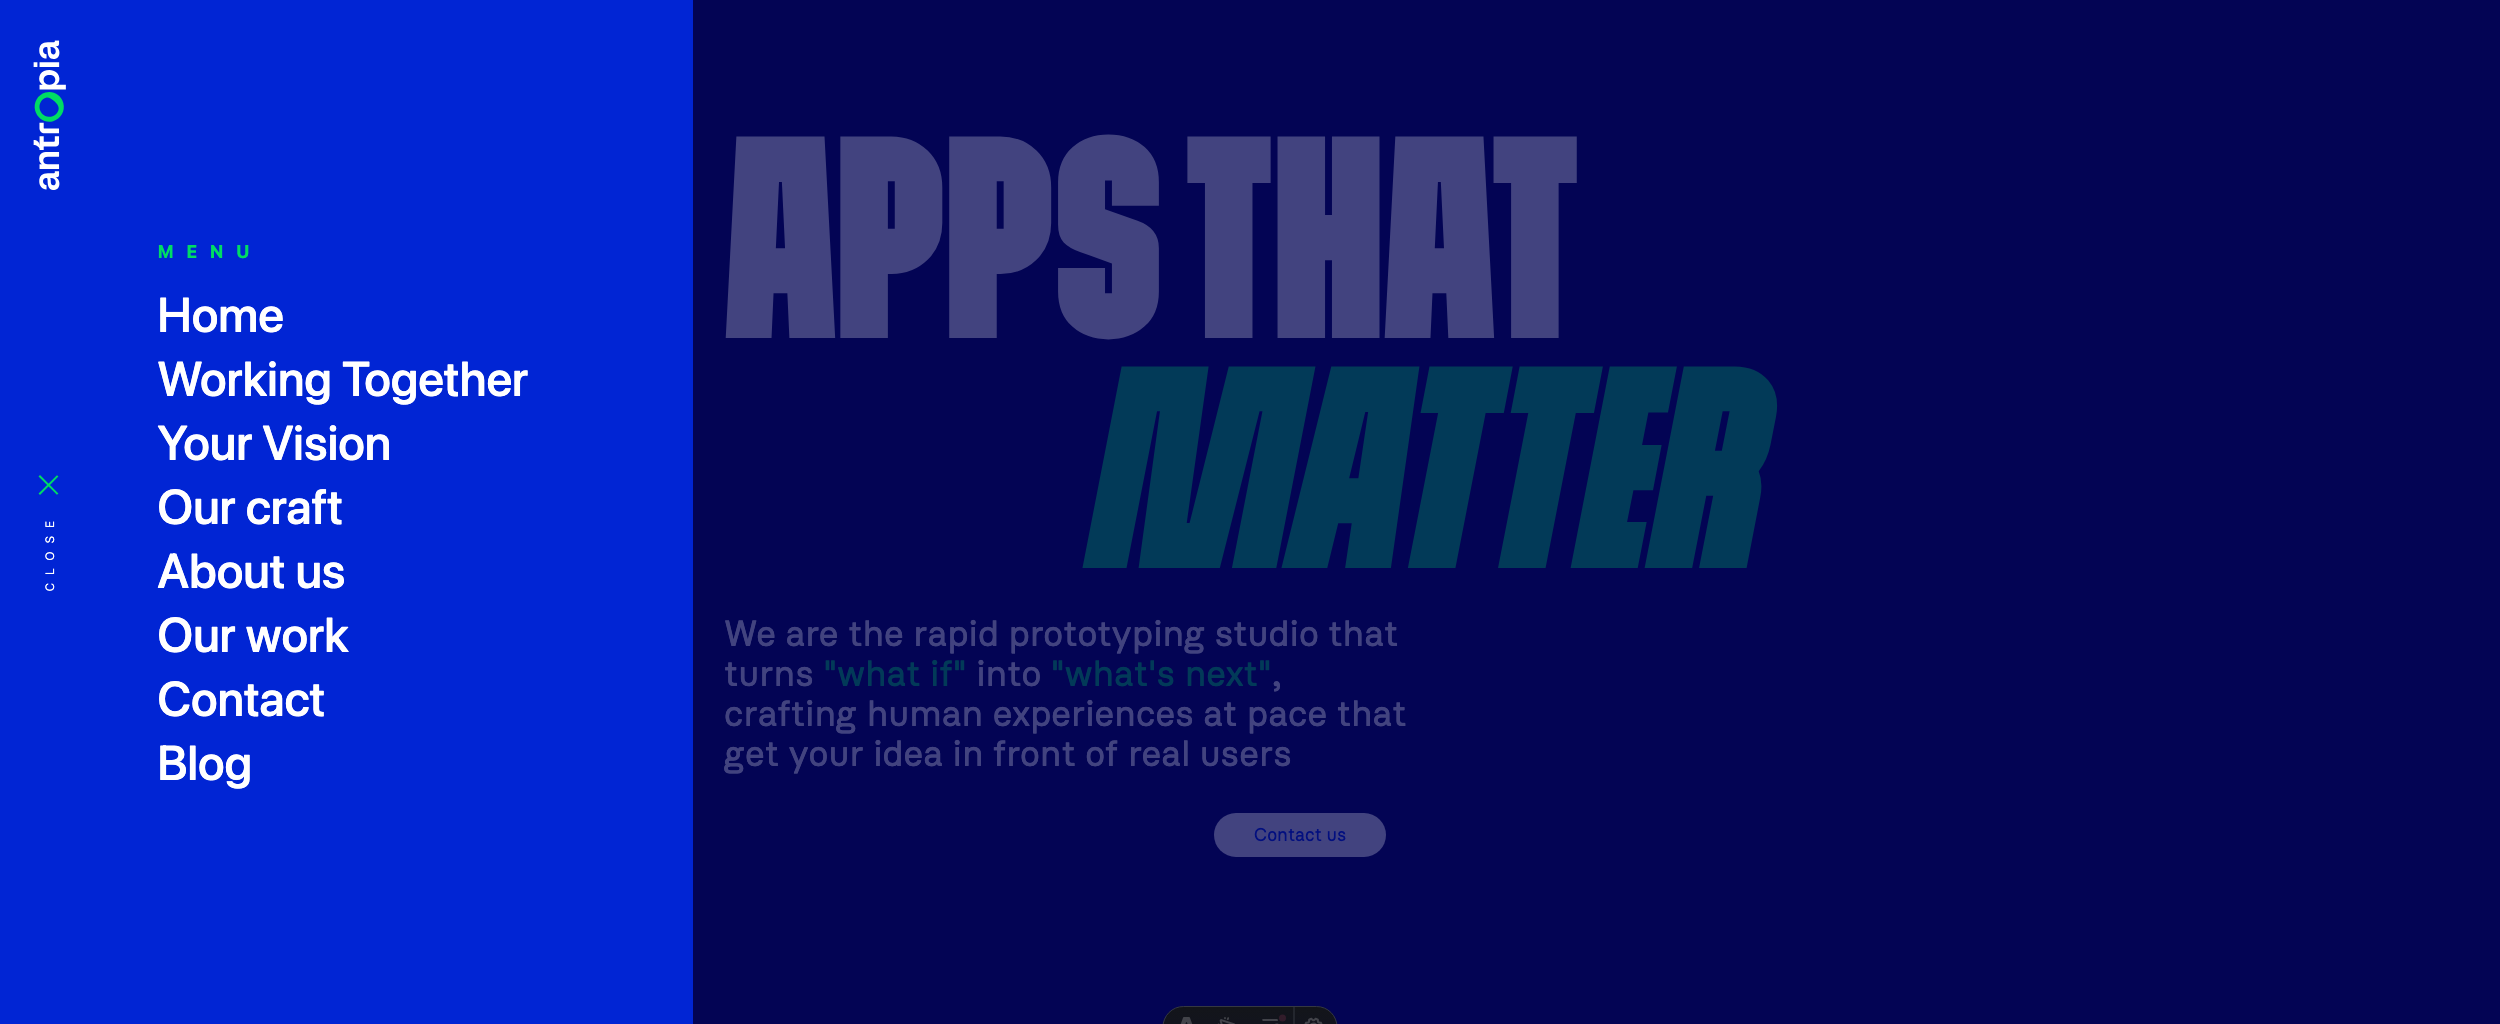 antropia
MENU
Home
Working Together
Your Vision
Our craft
About us
Our work
Contact
Blog
CLOSE
APPS THAT
MATTER
We are the rapid prototyping studio that
turns "what if" into "what's next",
crafting human experiences at pace that
get your idea in front of real users
Contact us